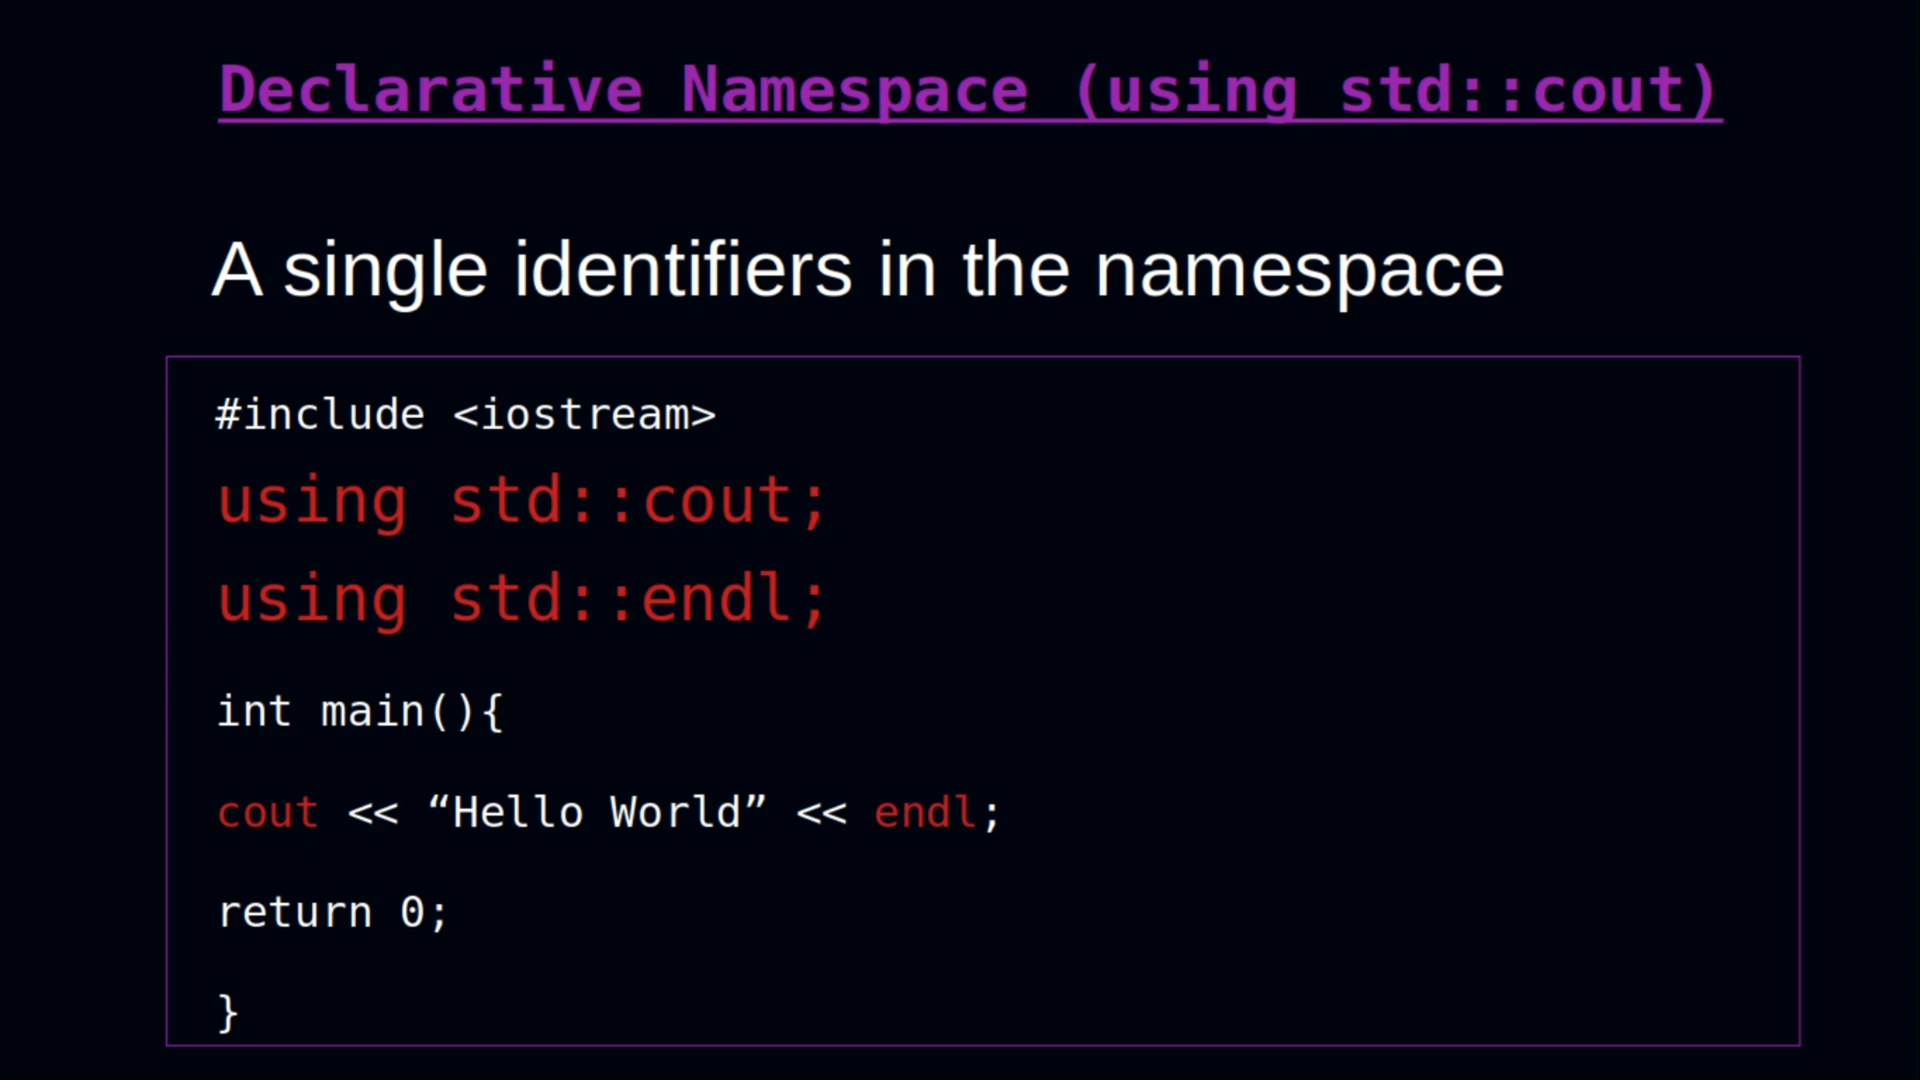 Declarative Namespace (using std::cout)
A single identifiers in the namespace
#include <iostream>
using std::cout;
using std::endl;
int main(){
cout << “Hello World” << endl;
return 0;
}